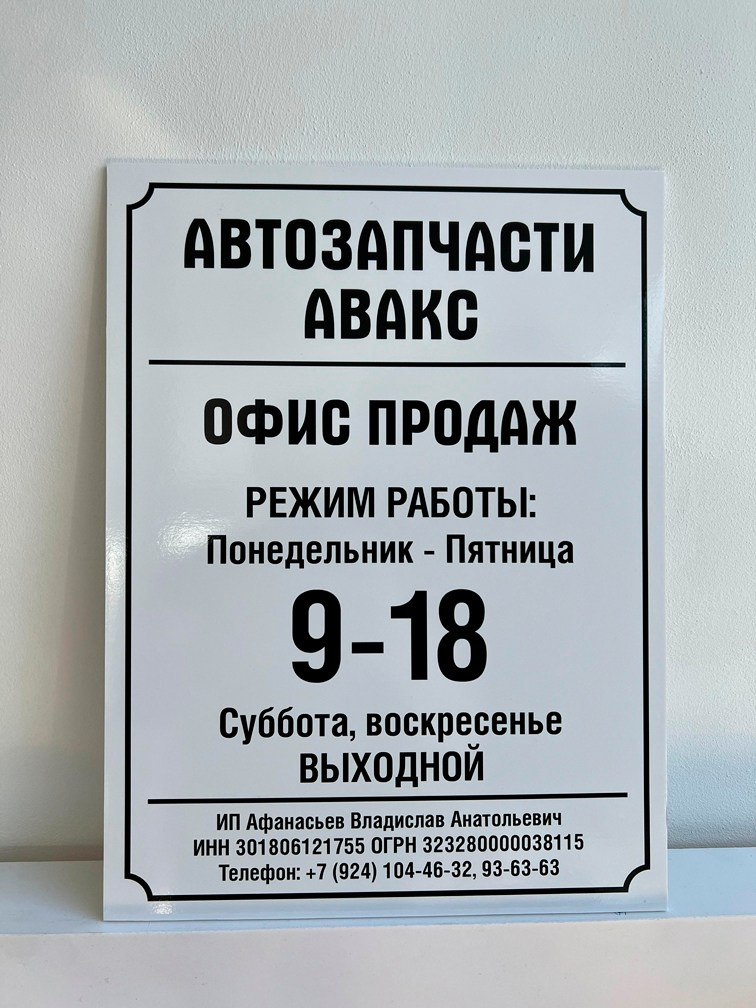 АВТОЗАПЧАСТИ
АВАКС
ОФИС ПРОДАЖ
РЕЖИМ РАБОТЫ:
Понедельник - Пятница
9-18
Суббота, воскресенье
ВЫХОДНОЙ
ИП Афанасьев Владислав Анатольевич
ИНН 301806121755 ОГРН 323280000038115
Телефон: +7 (924) 104-46-32, 93-63-63